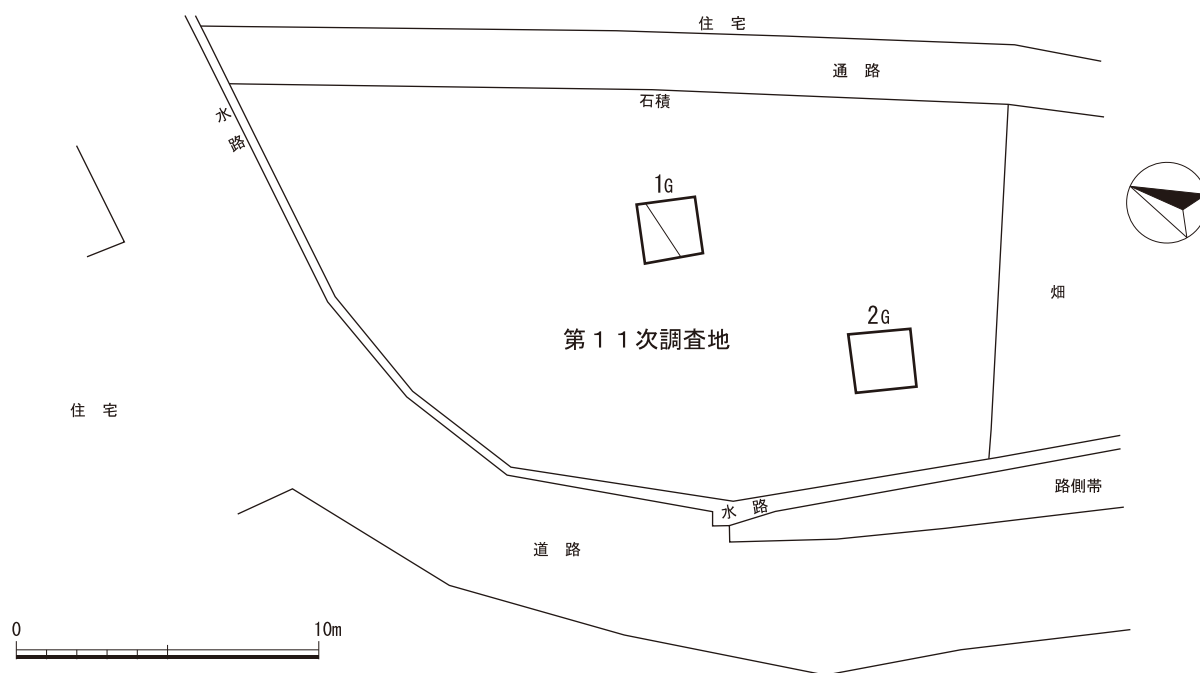 住　宅
通　路
石積
水
路
1G
畑
2G
第１１次調査地
住　宅
路側帯
水　路
道　路
0
10m